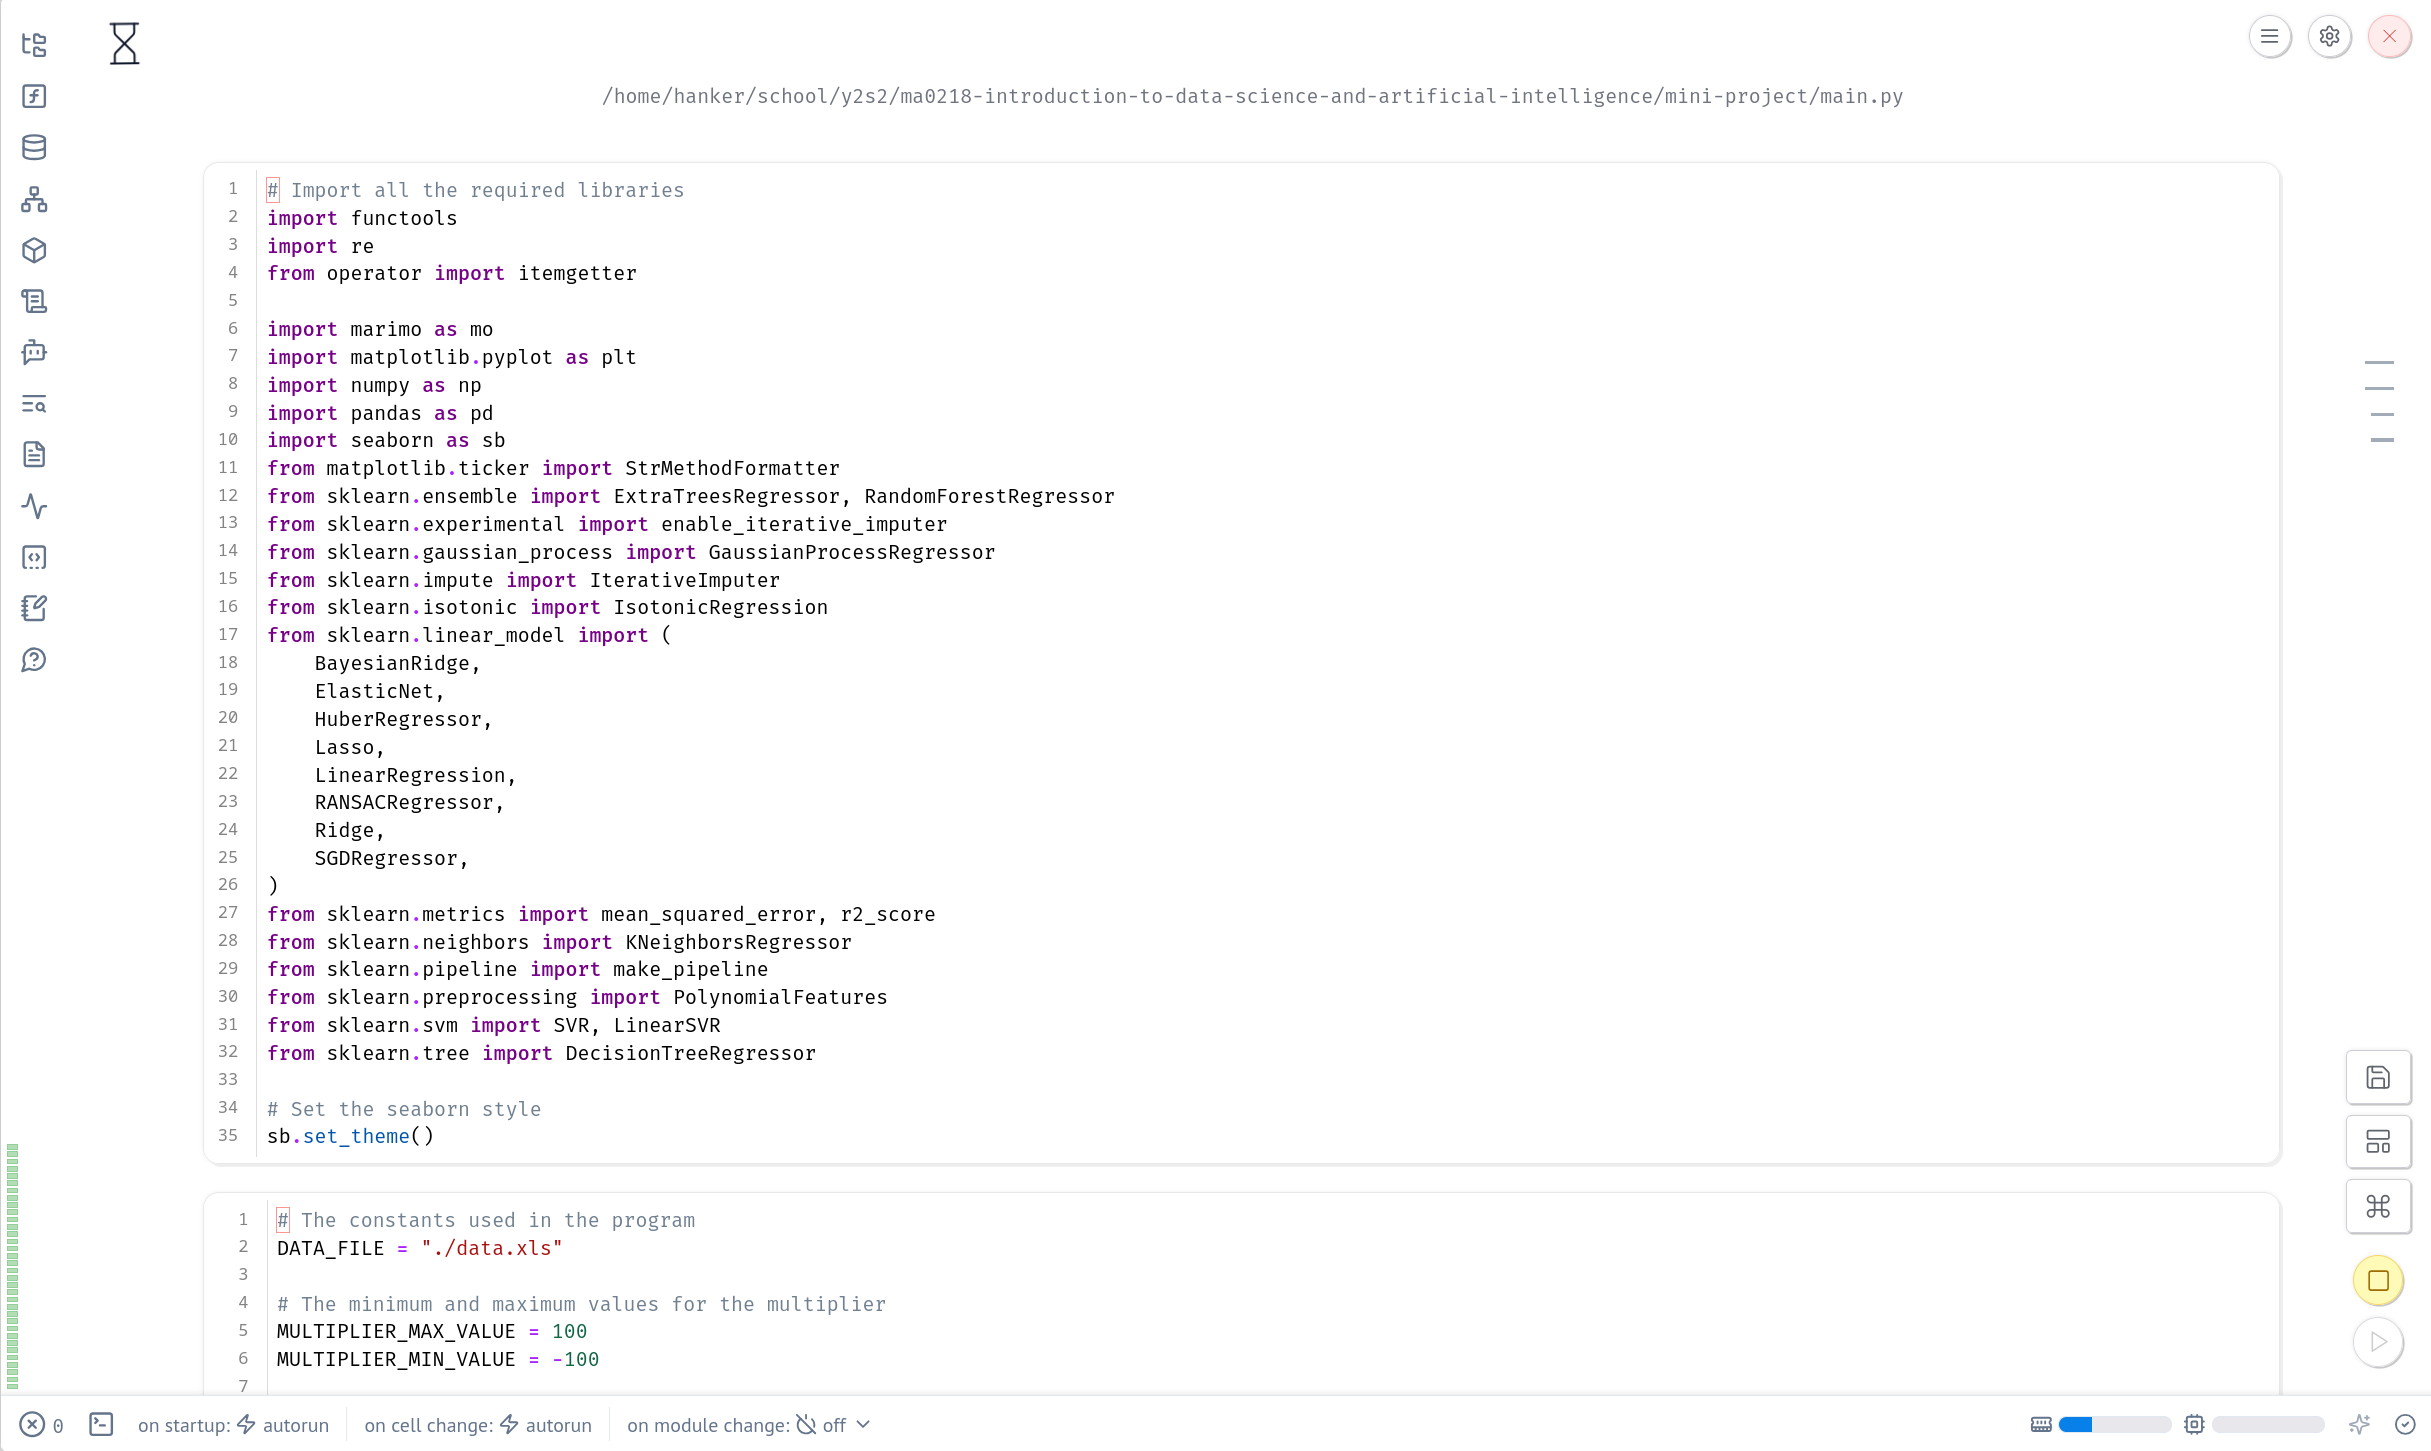 /home/hanker/school/y2s2/ma0218-introduction-to-data-science-and-artificial-intelligence/mini-project/main.py
1 # Import all the required libraries
2 import functools
3 import re
4 from operator import itemgetter
5
6 import marimo as mo
7 import matplotlib.pyplot as plt
8 import numpy as np
9 import pandas as pd
10 import seaborn as sb
11 from matplotlib.ticker import StrMethodFormatter
12 from sklearn.ensemble import ExtraTreesRegressor, RandomForestRegressor
13 from sklearn.experimental import enable_iterative_imputer
14 from sklearn.gaussian_process import GaussianProcessRegressor
15 from sklearn.impute import IterativeImputer
16 from sklearn.isotonic import IsotonicRegression
17 from sklearn.linear_model import (
18     BayesianRidge,
19     ElasticNet,
20     HuberRegressor,
21     Lasso,
22     LinearRegression,
23     RANSACRegressor,
24     Ridge,
25     SGDRegressor,
26 )
27 from sklearn.metrics import mean_squared_error, r2_score
28 from sklearn.neighbors import KNeighborsRegressor
29 from sklearn.pipeline import make_pipeline
30 from sklearn.preprocessing import PolynomialFeatures
31 from sklearn.svm import SVR, LinearSVR
32 from sklearn.tree import DecisionTreeRegressor
33
34 # Set the seaborn style
35 sb.set_theme()
1 # The constants used in the program
2 DATA_FILE = "./data.xls"
3
4 # The minimum and maximum values for the multiplier
5 MULTIPLIER_MAX_VALUE = 100
6 MULTIPLIER_MIN_VALUE = -100
7
0 on startup: autorun on cell change: autorun on module change: off